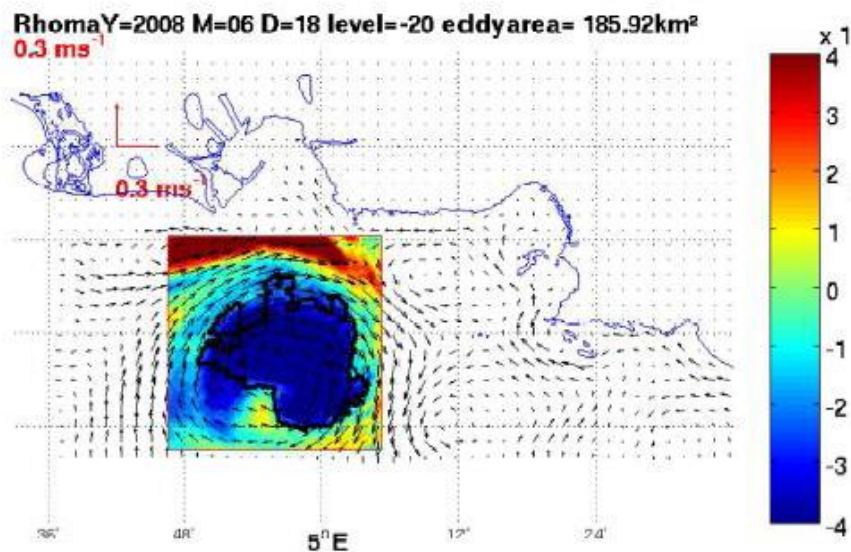 RhomaY=2008 M=06 D=18 level=-20 eddyarea= 185.92km²
0.3 ms⁻¹
x 1
4
3
2
1
0
-1
-2
-3
-4
0.3 ms⁻¹
36' 48' 5°E 12' 24'